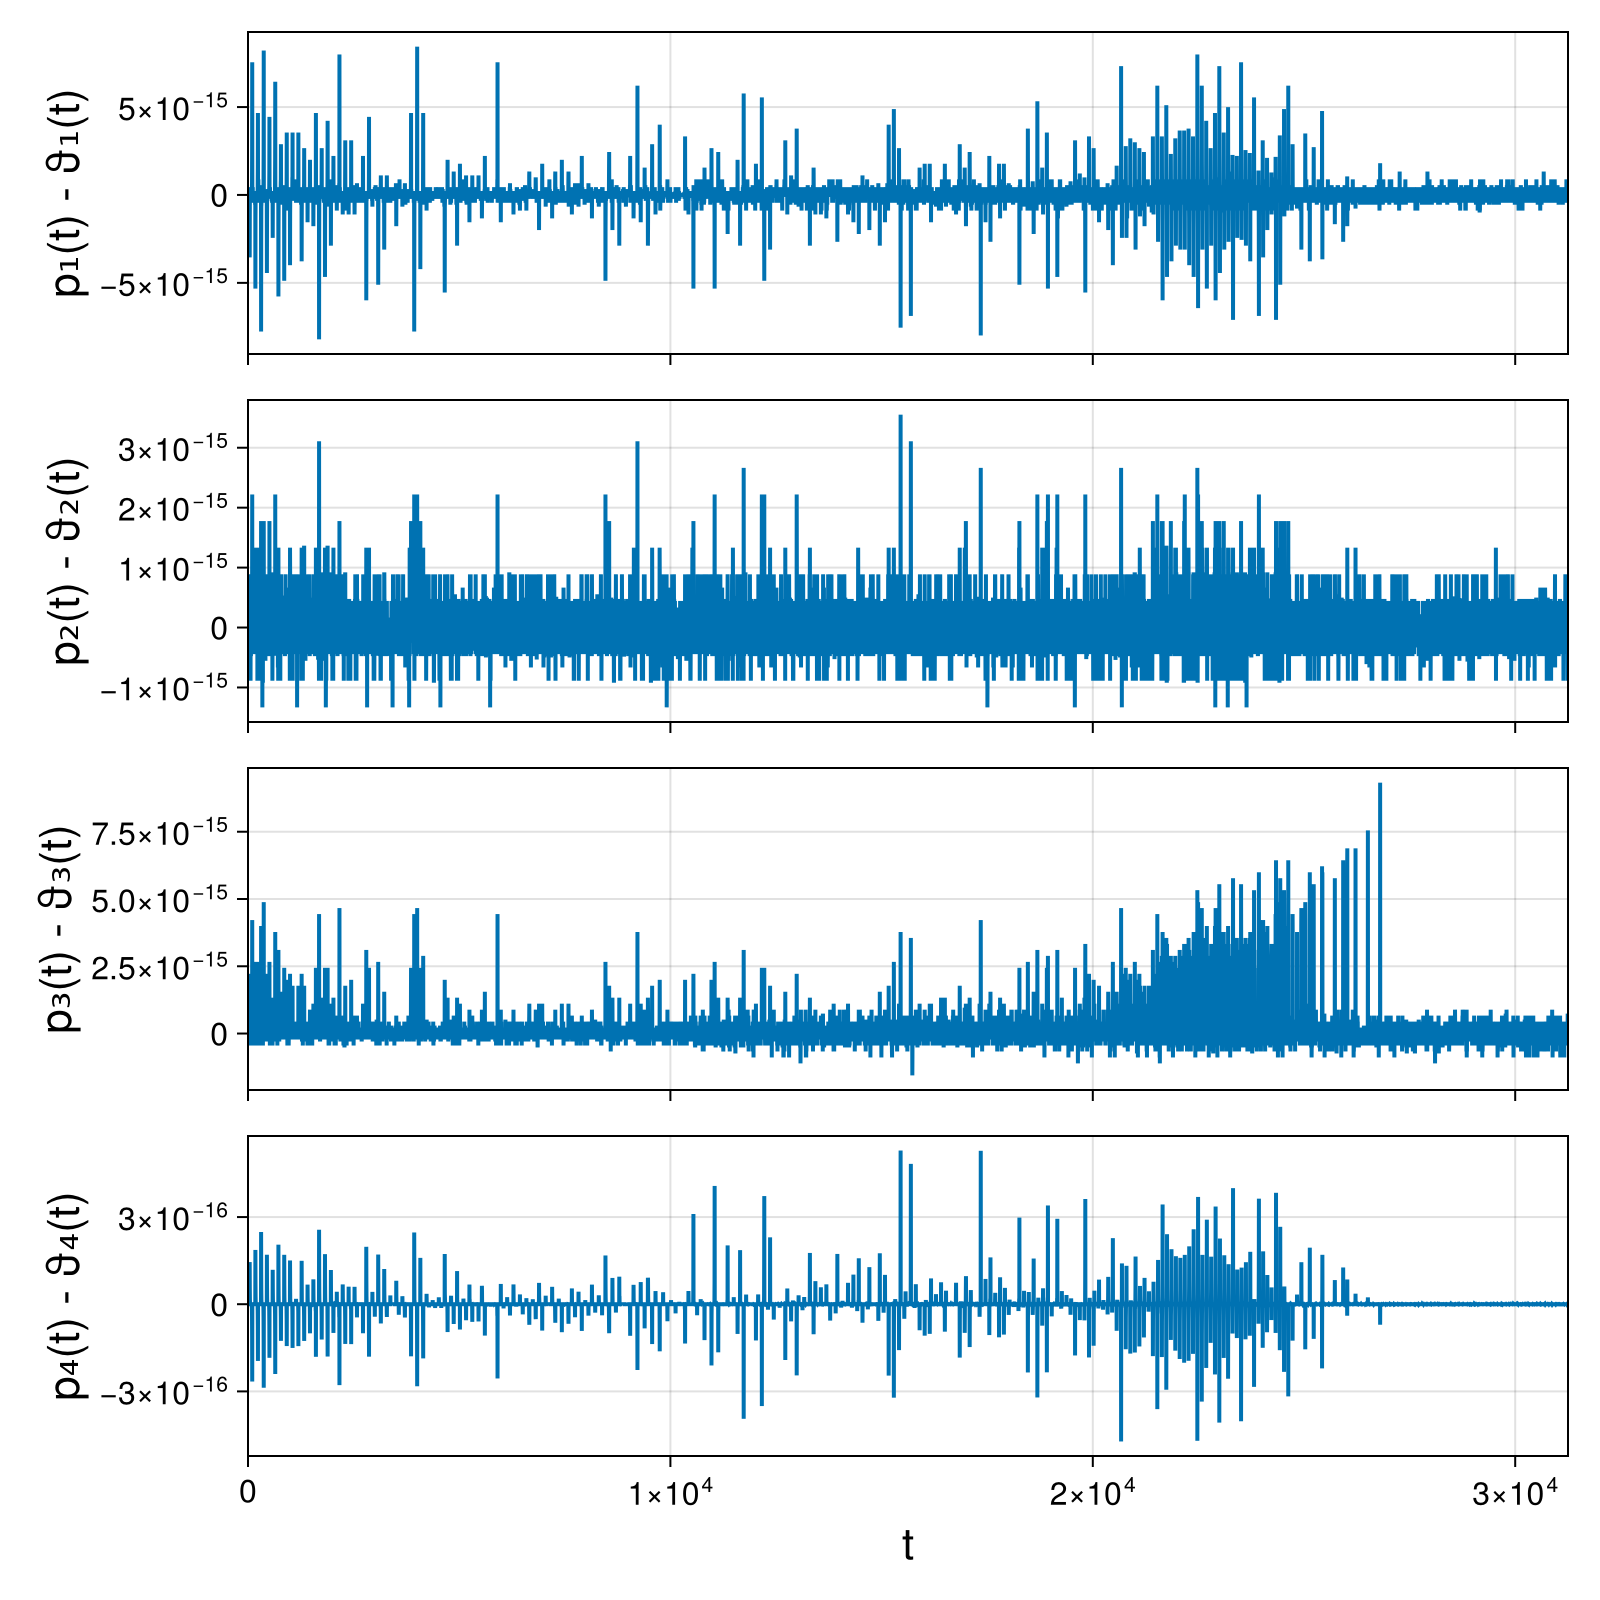 p₁(t) - ϑ₁(t)
5×10⁻¹⁵
0
−5×10⁻¹⁵
p₂(t) - ϑ₂(t)
3×10⁻¹⁵
2×10⁻¹⁵
1×10⁻¹⁵
0
−1×10⁻¹⁵
p₃(t) - ϑ₃(t)
7.5×10⁻¹⁵
5.0×10⁻¹⁵
2.5×10⁻¹⁵
0
p₄(t) - ϑ₄(t)
3×10⁻¹⁶
0
−3×10⁻¹⁶
0 1×10⁴ 2×10⁴ 3×10⁴
t